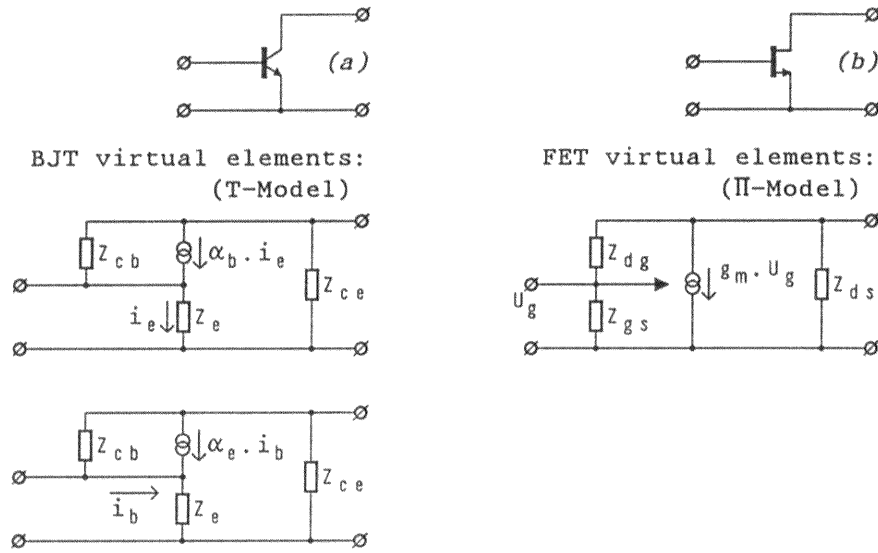 (a)
(b)
BJT virtual elements:
(T-Model)
FET virtual elements:
(Π-Model)
Zcb
αb.ie
Zce
ie
Ze
Zdg
gm.Ug
Zds
Ug
Zgs
Zcb
αe.ib
Zce
ib
Ze